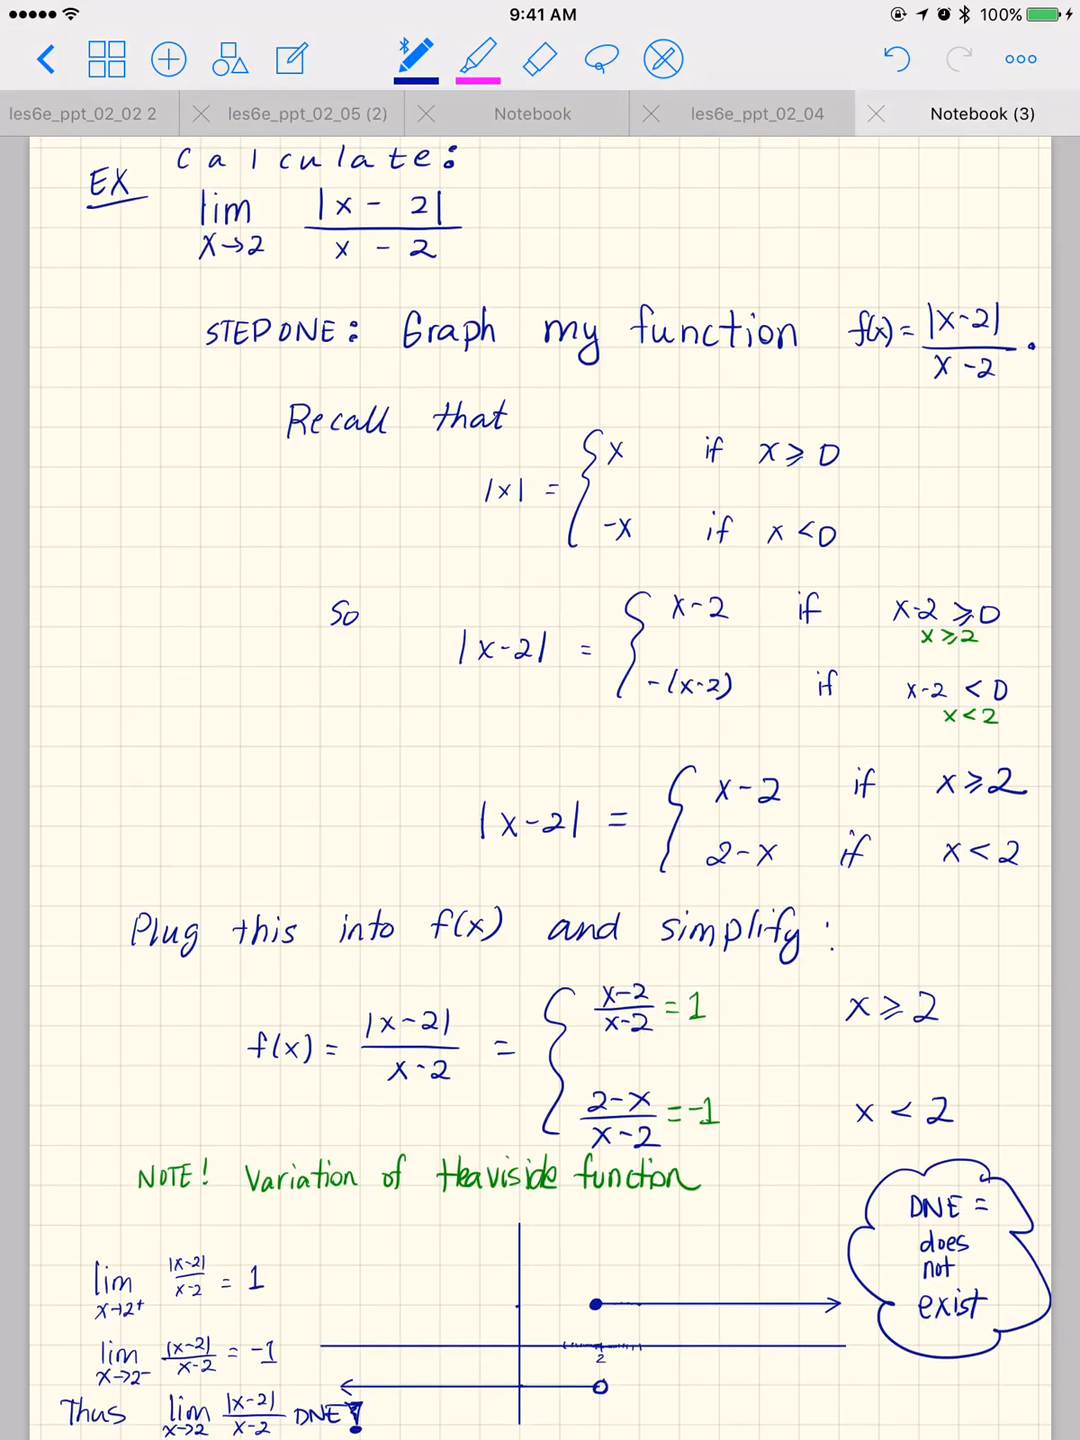 9:41 AM 100%
les6e_ppt_02_02 2 les6e_ppt_02_05 (2) Notebook les6e_ppt_02_04 Notebook (3)
EX Calculate:
lim x→2 |x - 2| / x - 2
STEP ONE: Graph my function f(x) = |x-2| / x-2 .
Recall that
|x| = { x if x ≥ 0
-x if x < 0
So |x-2| = { x-2 if x-2 ≥ 0
x ≥ 2
-(x-2) if x-2 < 0
x < 2
|x-2| = { x-2 if x ≥ 2
2-x if x < 2
Plug this into f(x) and simplify:
f(x) = |x-2| / x-2 = { x-2 / x-2 = 1 x ≥ 2
2-x / x-2 = -1 x < 2
NOTE! Variation of Heaviside function
DNE =
does
not
exist
lim x→2+ |x-2| / x-2 = 1
lim x→2- |x-2| / x-2 = -1
2
Thus lim x→2 |x-2| / x-2 DNE!